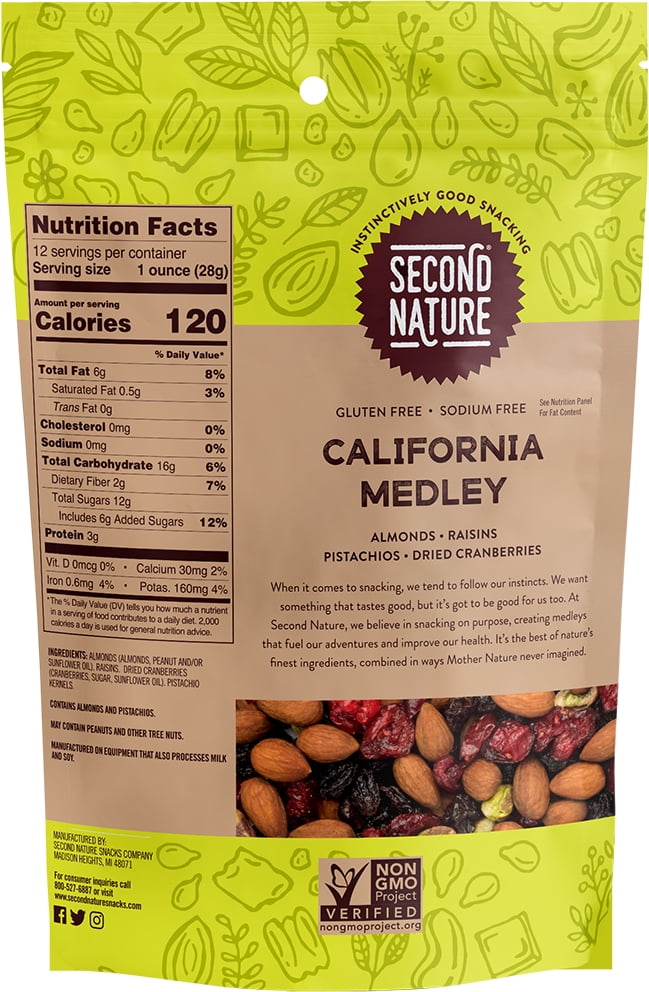 Nutrition Facts
12 servings per container
Serving size 1 ounce (28g)
Amount per serving
Calories 120
% Daily Value*
Total Fat 6g 8%
Saturated Fat 0.5g 3%
Trans Fat 0g
Cholesterol 0mg 0%
Sodium 0mg 0%
Total Carbohydrate 16g 6%
Dietary Fiber 2g 7%
Total Sugars 12g
Includes 6g Added Sugars 12%
Protein 3g
Vit. D 0mcg 0% • Calcium 30mg 2%
Iron 0.6mg 4% • Potas. 160mg 4%
*The % Daily Value (DV) tells you how much a nutrient
in a serving of food contributes to a daily diet. 2,000
calories a day is used for general nutrition advice.
INGREDIENTS: ALMONDS (ALMONDS, PEANUT AND/OR
SUNFLOWER OIL). RAISINS. DRIED CRANBERRIES
(CRANBERRIES, SUGAR, SUNFLOWER OIL). PISTACHIO
KERNELS.
CONTAINS ALMONDS AND PISTACHIOS.
MAY CONTAIN PEANUTS AND OTHER TREE NUTS.
MANUFACTURED ON EQUIPMENT THAT ALSO PROCESSES MILK
AND SOY.
MANUFACTURED BY:
SECOND NATURE SNACKS COMPANY
MADISON HEIGHTS, MI 48071
For consumer inquiries call
800-527-6887 or visit
www.secondnaturesnacks.com
INSTINCTIVELY GOOD SNACKING
SECOND
NATURE®
GLUTEN FREE • SODIUM FREE
See Nutrition Panel
For Fat Content
CALIFORNIA
MEDLEY
ALMONDS • RAISINS
PISTACHIOS • DRIED CRANBERRIES
When it comes to snacking, we tend to follow our instincts. We want
something that tastes good, but it's got to be good for us too. At
Second Nature, we believe in snacking on purpose, creating medleys
that fuel our adventures and improve our health. It's the best of nature's
finest ingredients, combined in ways Mother Nature never imagined.
NON
GMO
Project
VERIFIED
nongmoproject.org